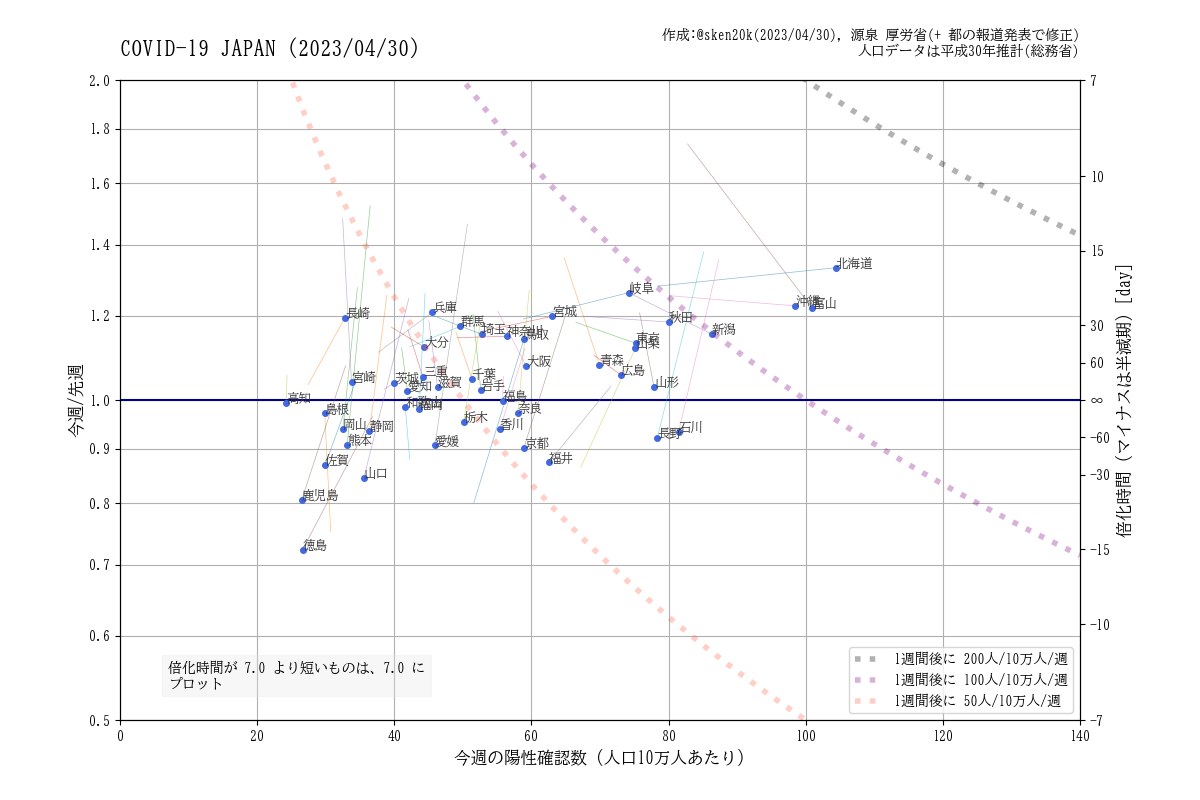 COVID-19 JAPAN (2023/04/30)
作成:@sken20k(2023/04/30), 源泉 厚労省(+ 都の報道発表で修正)
人口データは平成30年推計(総務省)
2.0
1.8
1.6
1.4
1.2
1.0
0.9
0.8
0.7
0.6
0.5
今週/先週
7
10
15
30
60
∞
-60
-30
-15
-10
-7
倍化時間 (マイナスは半減期) [day]
北海道
岐阜
沖縄
富山
長崎
兵庫
宮城
秋田
群馬
埼玉
神奈川
鳥取
新潟
大分
東京
山梨
大阪
青森
広島
宮崎
茨城
三重
千葉
愛知
滋賀
岩手
山形
高知
島根
和歌山
福岡
福島
奈良
岡山
静岡
栃木
香川
熊本
愛媛
京都
長野
石川
佐賀
山口
福井
鹿児島
徳島
倍化時間が 7.0 より短いものは、7.0 に
プロット
1週間後に 200人/10万人/週
1週間後に 100人/10万人/週
1週間後に 50人/10万人/週
0
20
40
60
80
100
120
140
今週の陽性確認数 (人口10万人あたり)